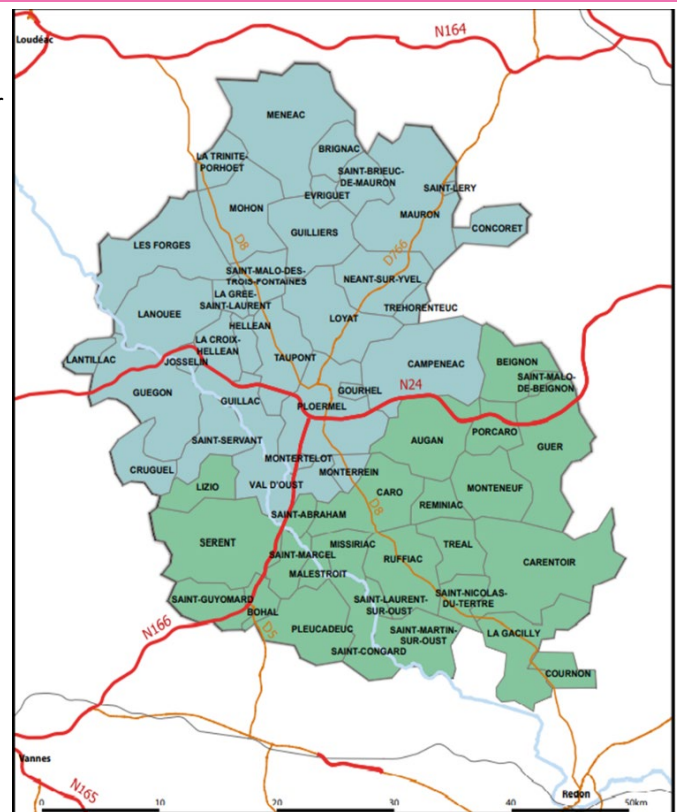 N164
Loudéac
MENEAC
BRIGNAC
LA TRINITE-
PORHOET
SAINT-BRIEUC-
DE-MAURON
SAINT-LERY
EVRIGUET
MOHON
MAURON
CONCORET
GUILLIERS
D8
LES FORGES
D766
SAINT-MALO-DES-
TROIS-FONTAINES
NEANT-SUR-YVEL
LA GREE-
SAINT-LAURENT
TREHORENTEUC
LANOUEE
LOYAT
HELLEAN
LA CROIX-
HELLEAN
LANTILLAC
JOSSELIN
TAUPONT
CAMPENEAC
BEIGNON
SAINT-MALO-
DE-BEIGNON
GUEGON
GOURHEL
N24
GUILLAC
PLOERMEL
SAINT-SERVANT
AUGAN
PORCARO
GUER
MONTERTELOT
CRUGUEL
MONTERREIN
LIZIO
VAL D'OUST
CARO
MONTENEUF
REMINIAC
D8
SAINT-ABRAHAM
SERENT
MISSIRIAC
TREAL
SAINT-MARCEL
RUFFIAC
CARENTOIR
MALESTROIT
SAINT-GUYOMARD
SAINT-LAURENT-
SUR-OUST
SAINT-NICOLAS-
DU-TERTRE
BOHAL
N166
D5
PLEUCADEUC
SAINT-MARTIN-
SUR-OUST
LA GACILLY
SAINT-CONGARD
COURNON
Vannes
N165
Redon
0 10 20 30 40 50km